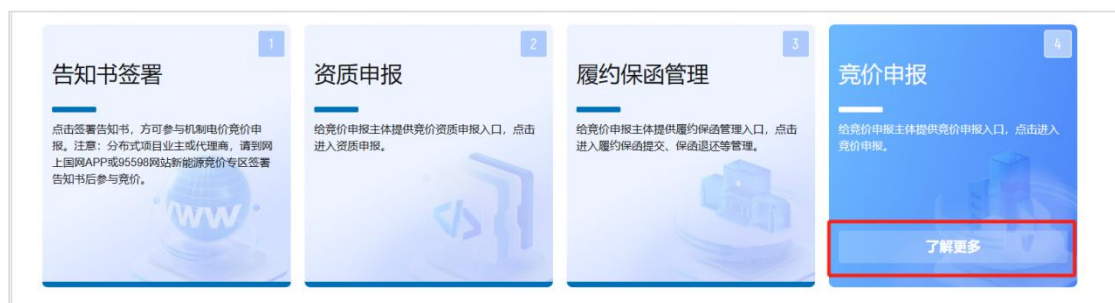 1
告知书签署
点击签署告知书，方可参与机制电价竞价申
报。注意：分布式项目业主或代理商，请到网
上国网APP或95598网站新能源竞价专区签署
告知书后参与竞价。
WWW
2
资质申报
给竞价申报主体提供竞价资质申报入口，点击
进入资质申报。
</>
3
履约保函管理
给竞价申报主体提供履约保函管理入口，点击
进入履约保函提交、保函退还等管理。
4
竞价申报
给竞价申报主体提供竞价申报入口，点击进入
竞价申报。
了解更多